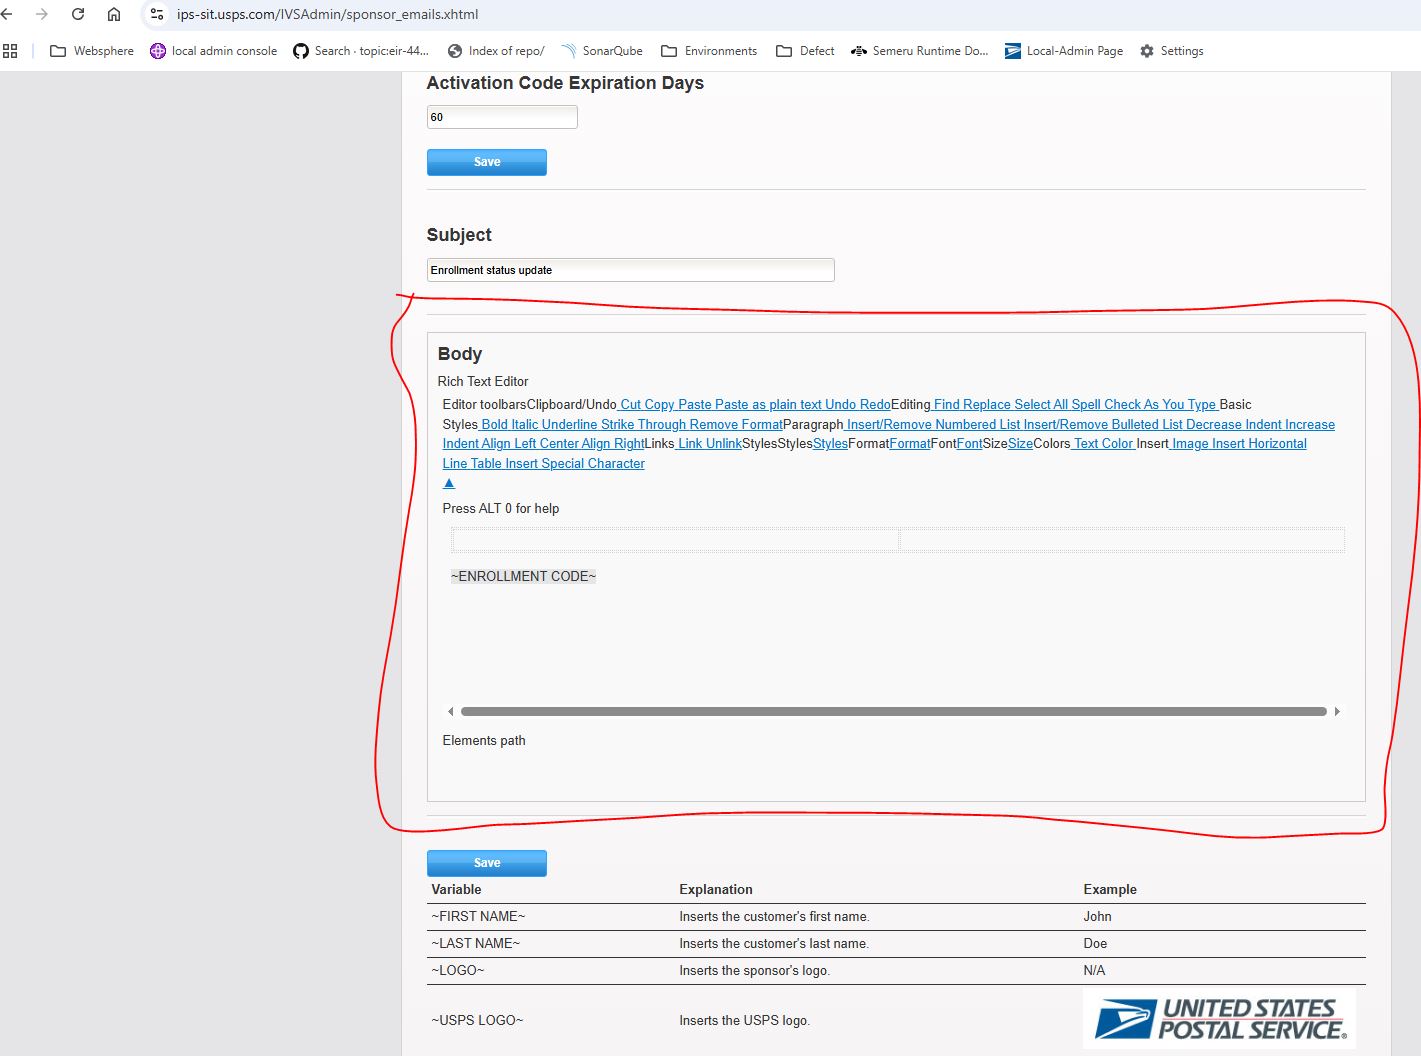 ips-sit.usps.com/IVSAdmin/sponsor_emails.xhtml
Websphere local admin console Search · topic:eir-44... Index of repo/ SonarQube Environments Defect Semeru Runtime Do... Local-Admin Page Settings
Activation Code Expiration Days
60
Save
Subject
Enrollment status update
Body
Rich Text Editor
Editor toolbarsClipboard/Undo Cut Copy Paste Paste as plain text Undo RedoEditing Find Replace Select All Spell Check As You Type Basic
Styles Bold Italic Underline Strike Through Remove FormatParagraph Insert/Remove Numbered List Insert/Remove Bulleted List Decrease Indent Increase
Indent Align Left Center Align RightLinks Link UnlinkStylesStylesStylesFormatFormatFontFontSizeSizeColors Text Color Insert Image Insert Horizontal
Line Table Insert Special Character
▲
Press ALT 0 for help
~ENROLLMENT CODE~
Elements path
Save
Variable Explanation Example
~FIRST NAME~ Inserts the customer's first name. John
~LAST NAME~ Inserts the customer's last name. Doe
~LOGO~ Inserts the sponsor's logo. N/A
~USPS LOGO~ Inserts the USPS logo.
UNITED STATES
POSTAL SERVICE®